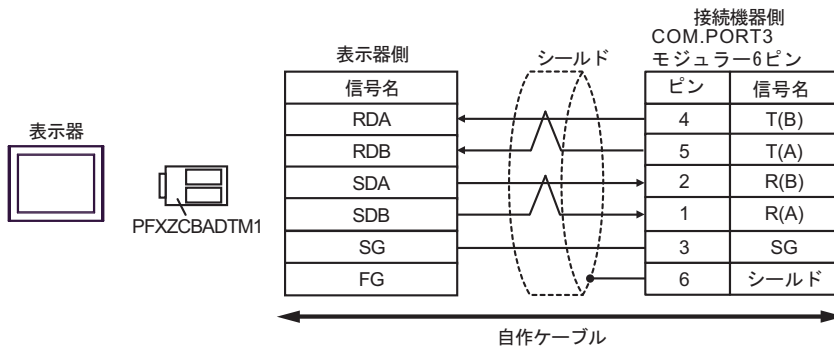 接続機器側
COM.PORT3
モジュラー6ピン
表示器側
シールド
信号名
ピン
信号名
RDA
4
T(B)
RDB
5
T(A)
SDA
2
R(B)
SDB
1
R(A)
SG
3
SG
FG
6
シールド
表示器
PFXZCBADTM1
自作ケーブル